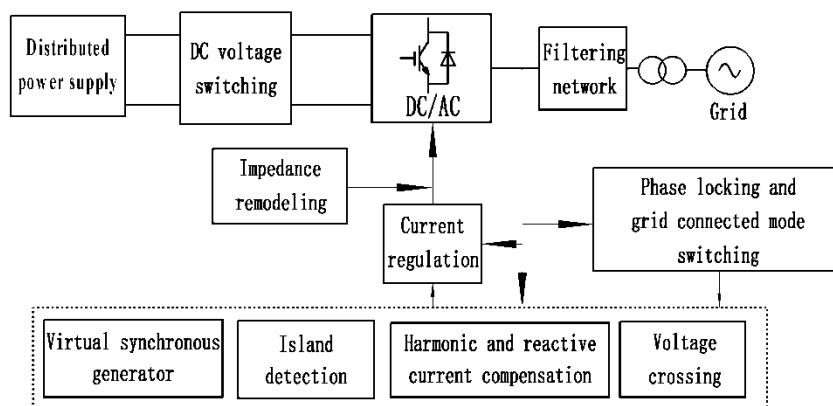 Distributed
power supply
DC voltage
switching
DC/AC
Filtering
network
Grid
Impedance
remodeling
Current
regulation
Phase locking and
grid connected mode
switching
Virtual synchronous
generator
Island
detection
Harmonic and reactive
current compensation
Voltage
crossing